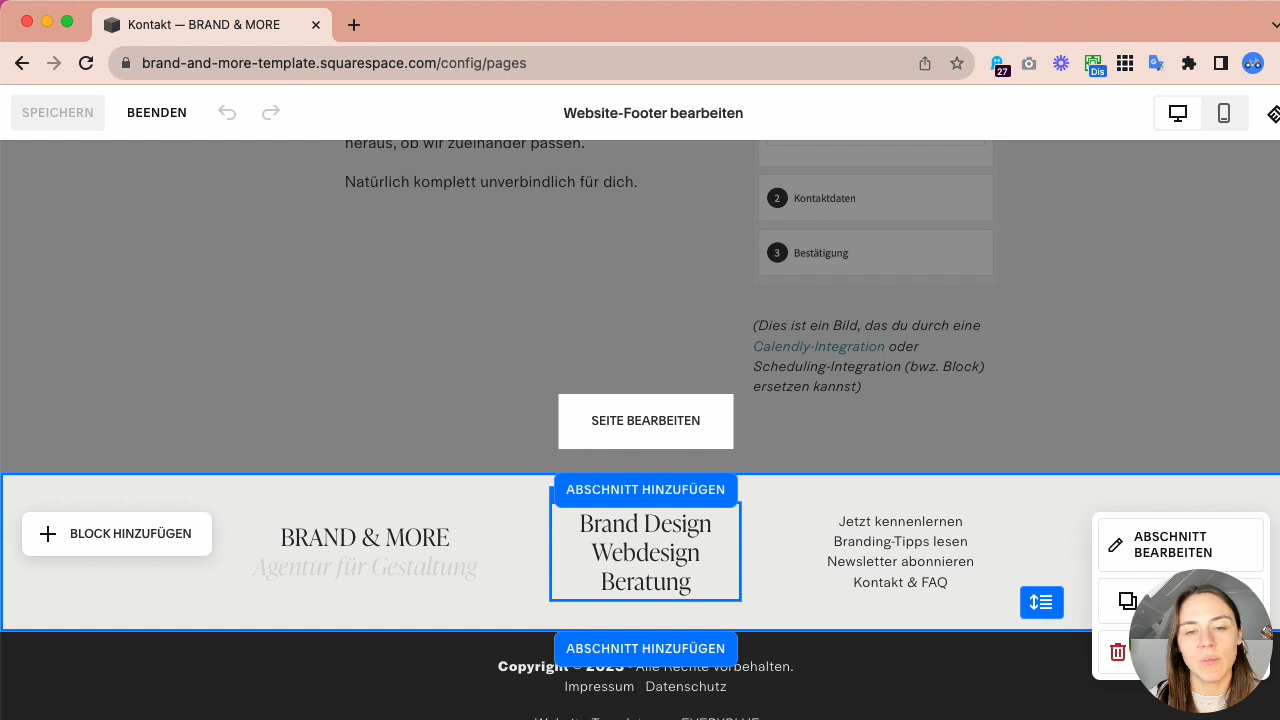 Kontakt — BRAND & MORE
brand-and-more-template.squarespace.com/config/pages
27
Dis
SPEICHERN
BEENDEN
Website-Footer bearbeiten
heraus, ob wir zueinander passen.
Natürlich komplett unverbindlich für dich.
2 Kontaktdaten
3 Bestätigung
(Dies ist ein Bild, das du durch eine
Calendly-Integration oder
Scheduling-Integration (bwz. Block)
ersetzen kannst)
SEITE BEARBEITEN
ABSCHNITT HINZUFÜGEN
BLOCK HINZUFÜGEN
BRAND & MORE
Agentur für Gestaltung
Brand Design
Webdesign
Beratung
Jetzt kennenlernen
Branding-Tipps lesen
Newsletter abonnieren
Kontakt & FAQ
ABSCHNITT
BEARBEITEN
ABSCHNITT HINZUFÜGEN
Copyright © 2023 · Alle Rechte vorbehalten.
Impressum Datenschutz